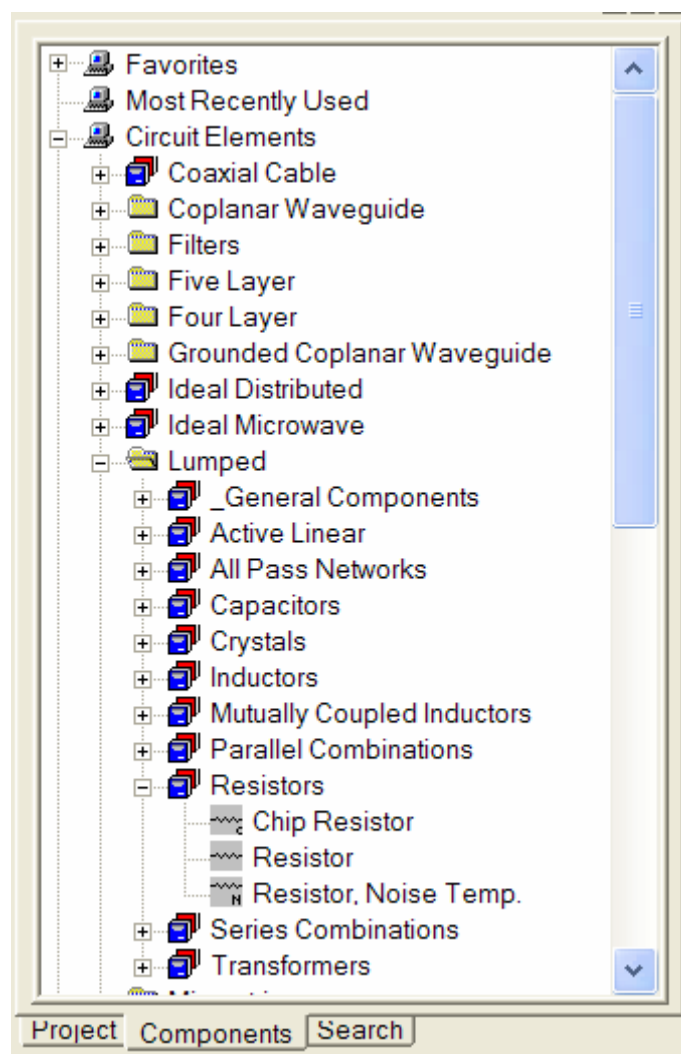 Favorites
Most Recently Used
Circuit Elements
Coaxial Cable
Coplanar Waveguide
Filters
Five Layer
Four Layer
Grounded Coplanar Waveguide
Ideal Distributed
Ideal Microwave
Lumped
_General Components
Active Linear
All Pass Networks
Capacitors
Crystals
Inductors
Mutually Coupled Inductors
Parallel Combinations
Resistors
Chip Resistor
Resistor
Resistor, Noise Temp.
Series Combinations
Transformers
Project Components Search